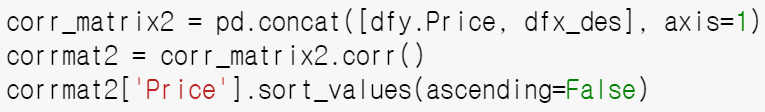 corr_matrix2 = pd.concat([dfy.Price, dfx_des], axis=1)
corrmat2 = corr_matrix2.corr()
corrmat2['Price'].sort_values(ascending=False)